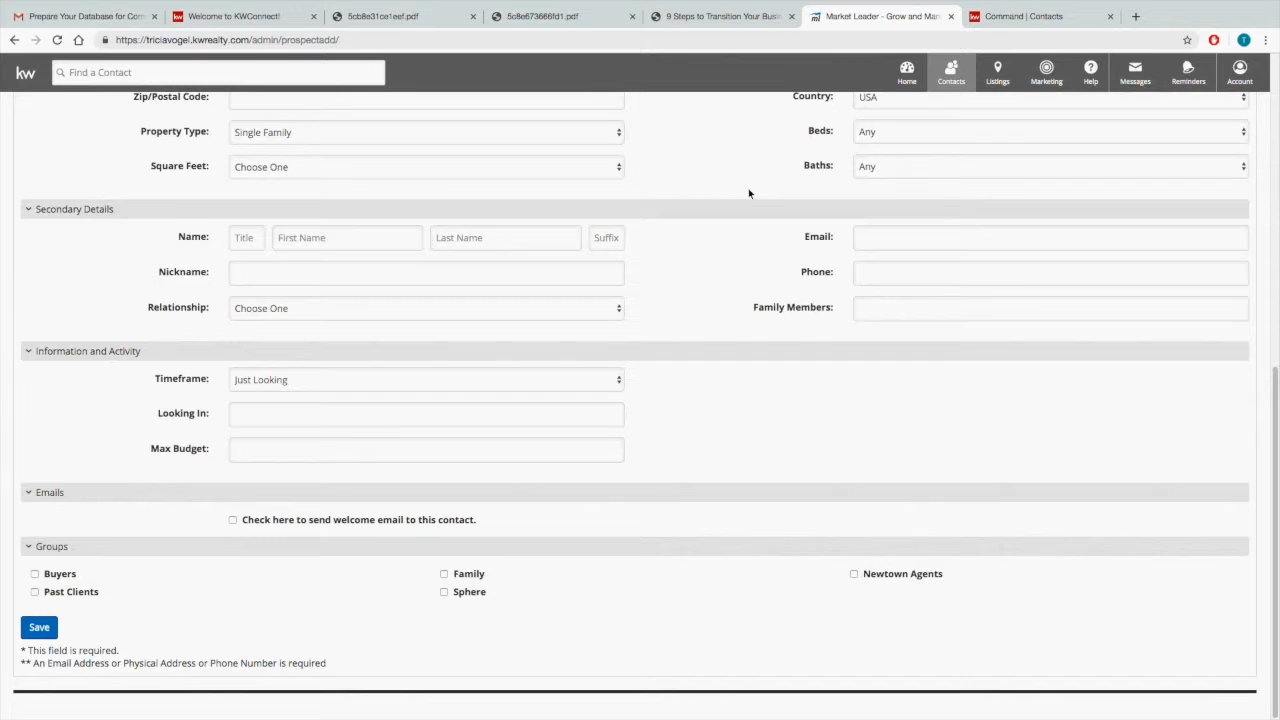 Prepare Your Database for Com
Welcome to KWConnect!
5cb8e31ce1eef.pdf
5c8e673666fd1.pdf
9 Steps to Transition Your Busin
Market Leader - Grow and Man
Command | Contacts
https://triciavogel.kwrealty.com/admin/prospectadd/
T
kw
Find a Contact
Home
Contacts
Listings
Marketing
Help
Messages
Reminders
Account
Zip/Postal Code:
Country: USA
Property Type: Single Family
Beds: Any
Square Feet: Choose One
Baths: Any
Secondary Details
Name: Title First Name Last Name Suffix
Email:
Nickname:
Phone:
Relationship: Choose One
Family Members:
Information and Activity
Timeframe: Just Looking
Looking In:
Max Budget:
Emails
Check here to send welcome email to this contact.
Groups
Buyers
Family
Newtown Agents
Past Clients
Sphere
Save
* This field is required.
** An Email Address or Physical Address or Phone Number is required